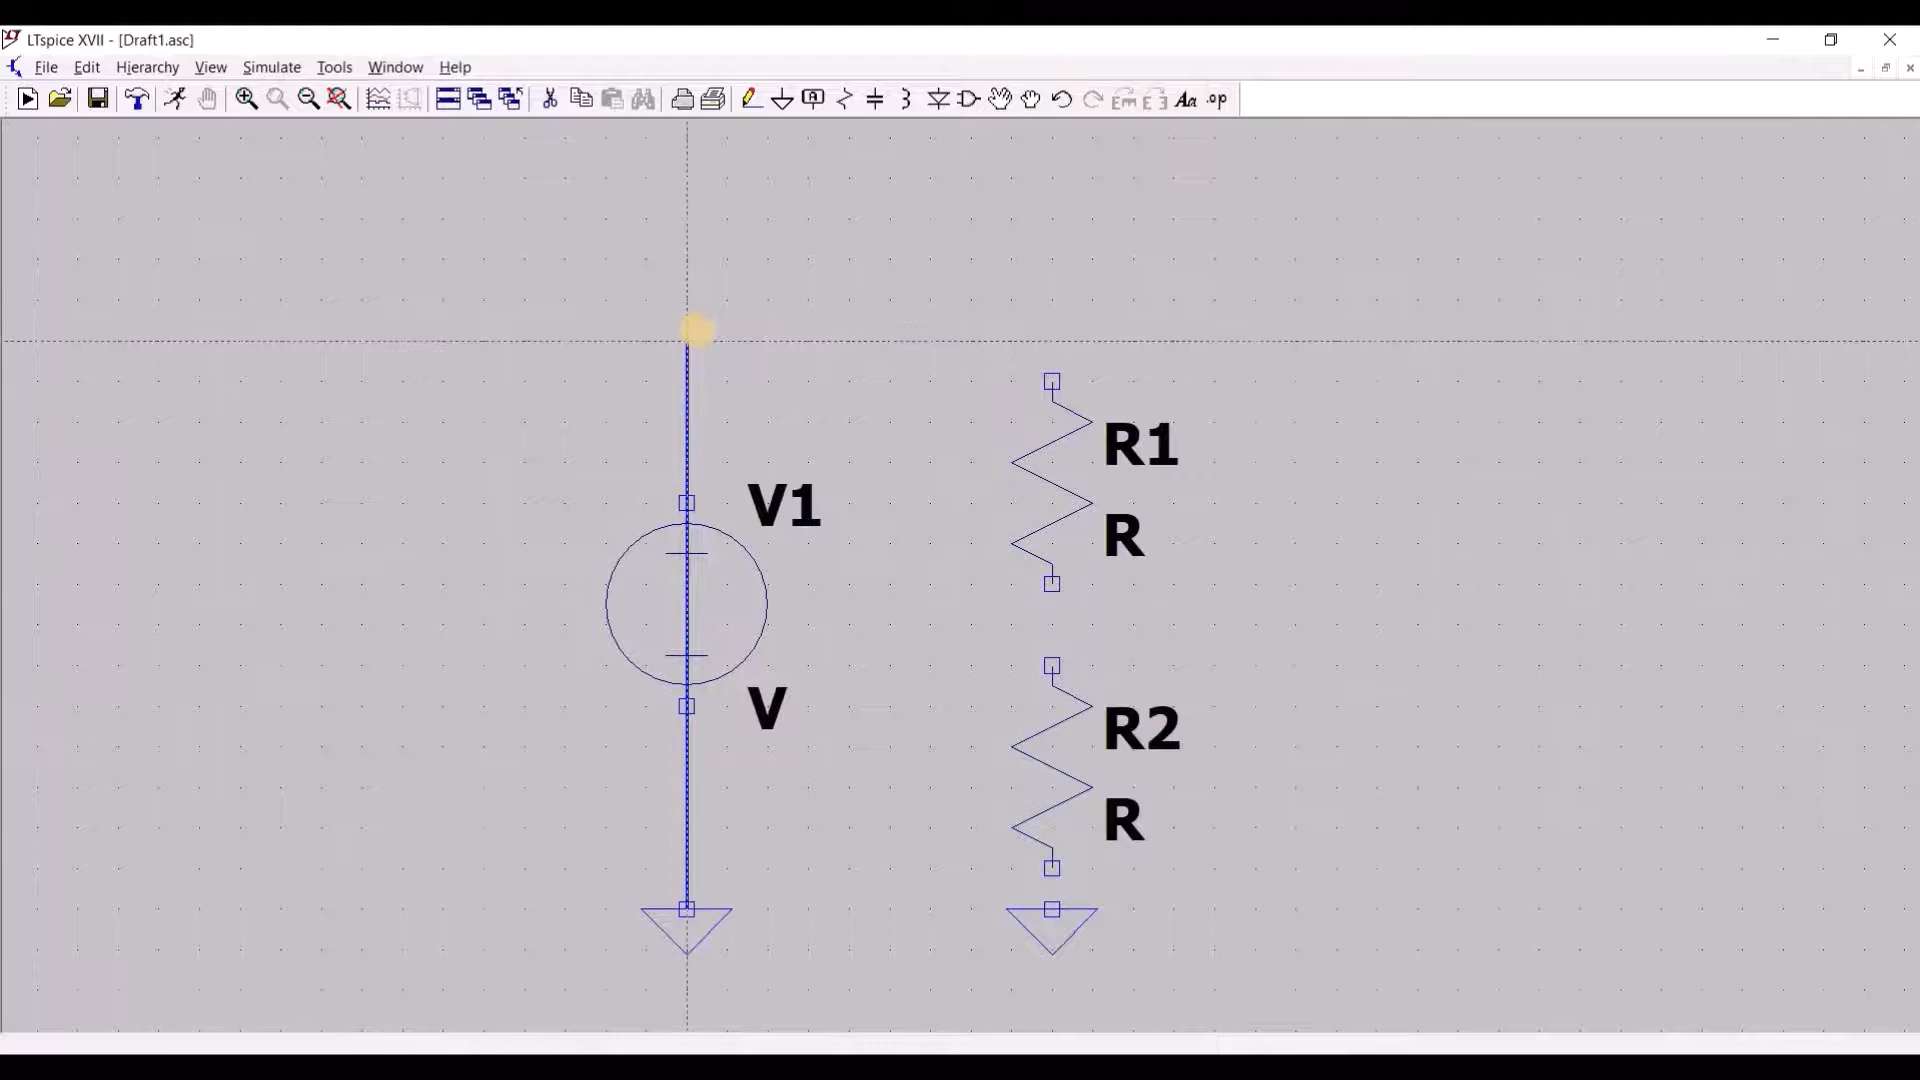 LTspice XVII - [Draft1.asc]
File Edit Hierarchy View Simulate Tools Window Help
Aa .op
R1
V1
R
V
R2
R